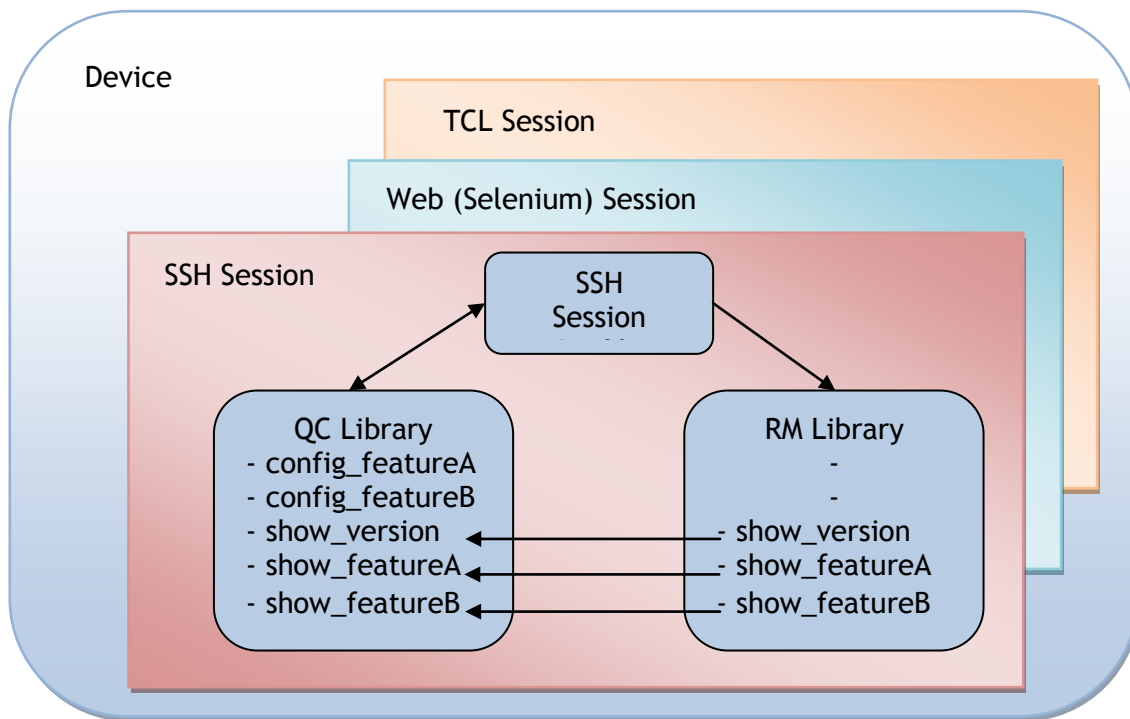 Device
TCL Session
Web (Selenium) Session
SSH Session
SSH
Session
QC Library
- config_featureA
- config_featureB
- show_version
- show_featureA
- show_featureB
RM Library
-
-
- show_version
- show_featureA
- show_featureB